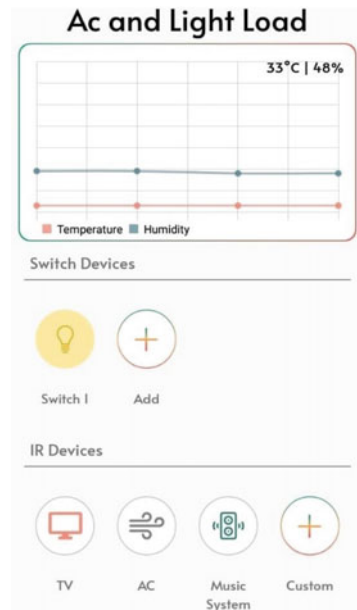 Ac and Light Load
33°C | 48%
Temperature Humidity
Switch Devices
Switch 1 Add
IR Devices
TV AC Music System Custom